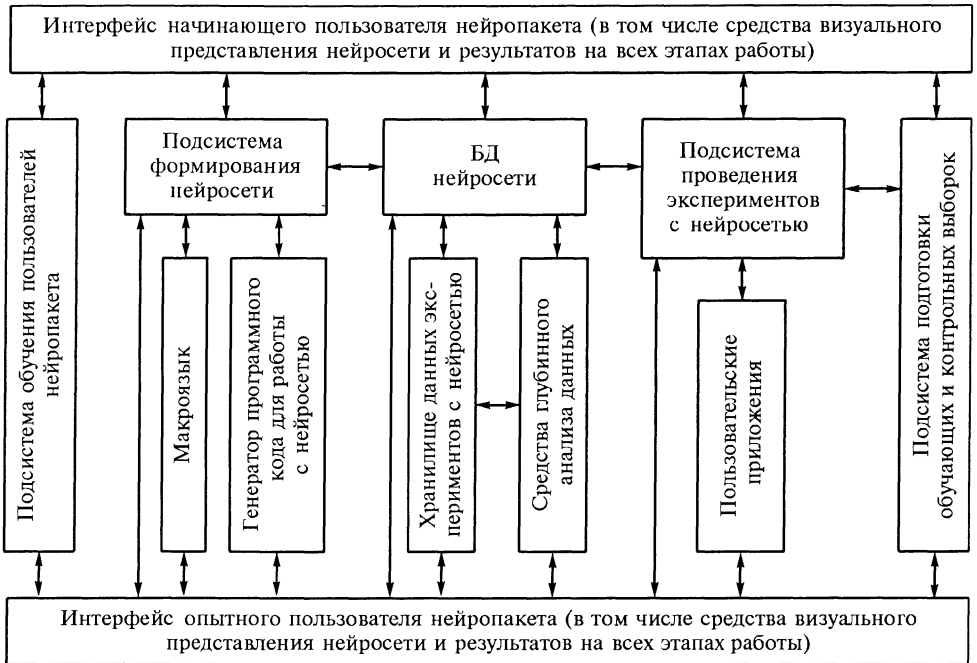 Интерфейс начинающего пользователя нейропакета (в том числе средства визуального
представления нейросети и результатов на всех этапах работы)
Подсистема обучения пользователей
нейропакета
Подсистема
формирования
нейросети
БД
нейросети
Подсистема
проведения
экспериментов
с нейросетью
Подсистема подготовки
обучающих и контрольных выборок
Макроязык
Генератор программного
кода для работы
с нейросетью
Хранилище данных экс-
периментов с нейросетью
Средства глубинного
анализа данных
Пользовательские
приложения
Интерфейс опытного пользователя нейропакета (в том числе средства визуального
представления нейросети и результатов на всех этапах работы)